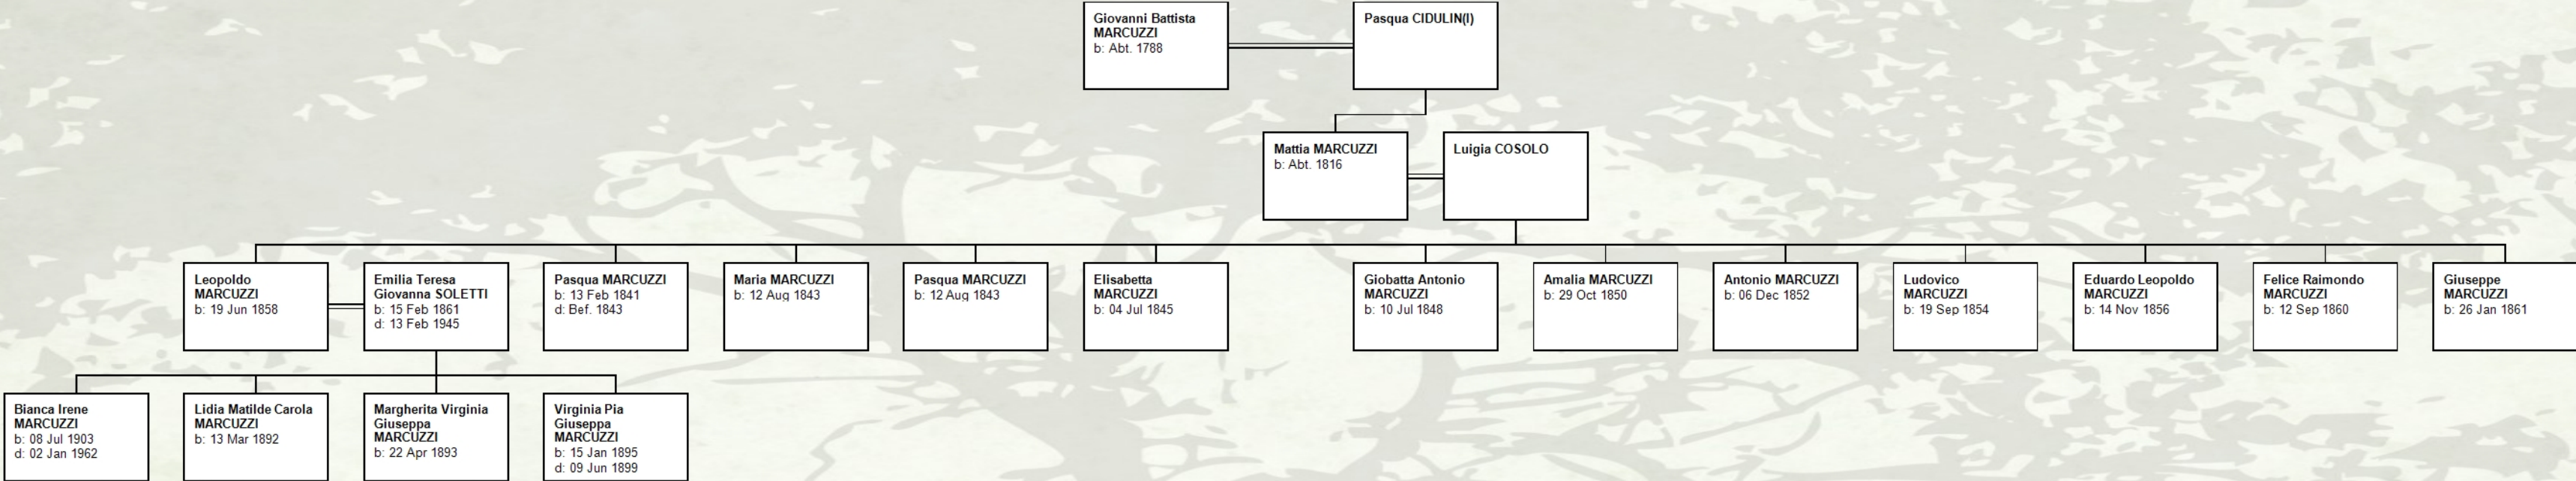 Giovanni Battista
MARCUZZI
b: Abt. 1788
Pasqua CIDULIN(I)
Mattia MARCUZZI
b: Abt. 1816
Luigia COSOLO
Leopoldo
MARCUZZI
b: 19 Jun 1858
Emilia Teresa
Giovanna SOLETTI
b: 15 Feb 1861
d: 13 Feb 1945
Pasqua MARCUZZI
b: 13 Feb 1841
d: Bef. 1843
Maria MARCUZZI
b: 12 Aug 1843
Pasqua MARCUZZI
b: 12 Aug 1843
Elisabetta
MARCUZZI
b: 04 Jul 1845
Giobatta Antonio
MARCUZZI
b: 10 Jul 1848
Amalia MARCUZZI
b: 29 Oct 1850
Antonio MARCUZZI
b: 06 Dec 1852
Ludovico
MARCUZZI
b: 19 Sep 1854
Eduardo Leopoldo
MARCUZZI
b: 14 Nov 1856
Felice Raimondo
MARCUZZI
b: 12 Sep 1860
Giuseppe
MARCUZZI
b: 26 Jan 1861
Bianca Irene
MARCUZZI
b: 08 Jul 1903
d: 02 Jan 1962
Lidia Matilde Carola
MARCUZZI
b: 13 Mar 1892
Margherita Virginia
Giuseppa
MARCUZZI
b: 22 Apr 1893
Virginia Pia
Giuseppa
MARCUZZI
b: 15 Jan 1895
d: 09 Jun 1899